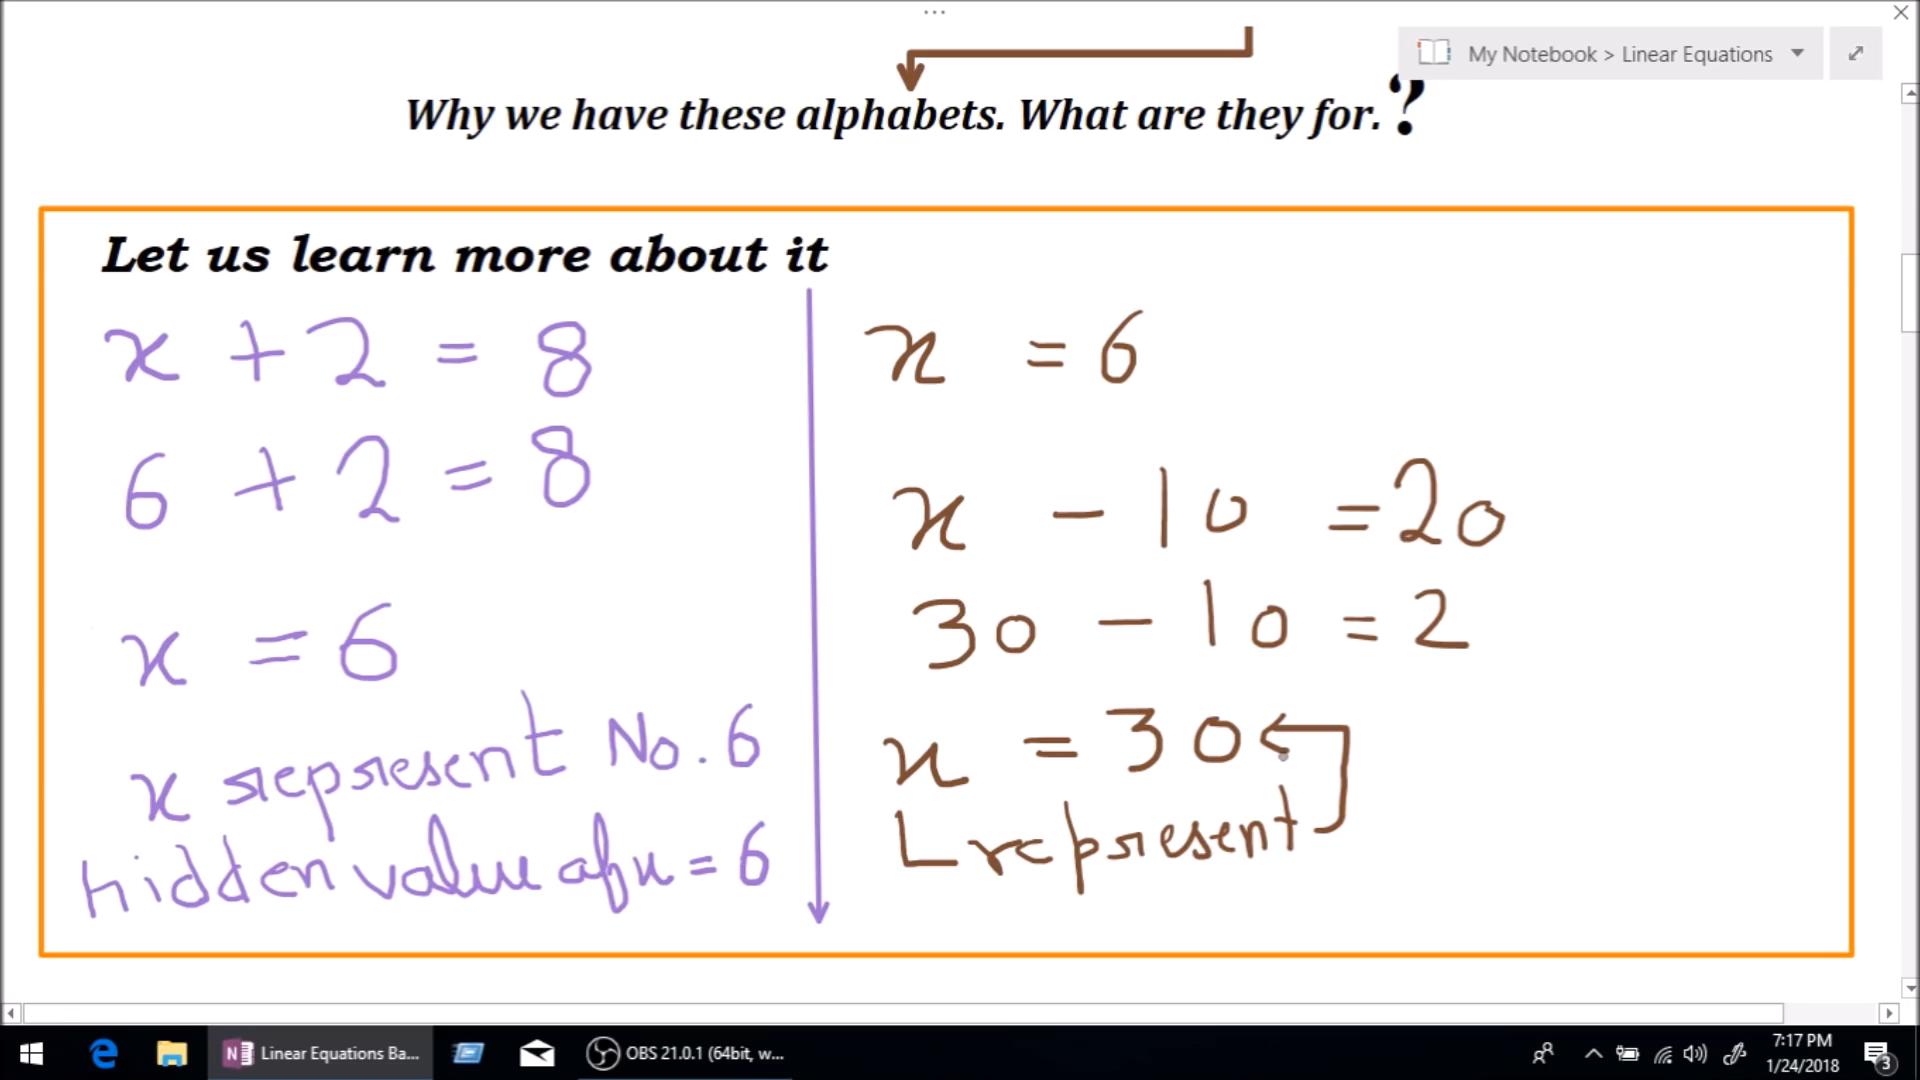 My Notebook > Linear Equations
Why we have these alphabets. What are they for.?
Let us learn more about it
x + 2 = 8
6 + 2 = 8
x = 6
x represent No. 6
hidden value of x = 6
x = 6
x - 10 = 20
30 - 10 = 2
x = 30
represent
Linear Equations Ba...
OBS 21.0.1 (64bit, w...
7:17 PM
1/24/2018
3